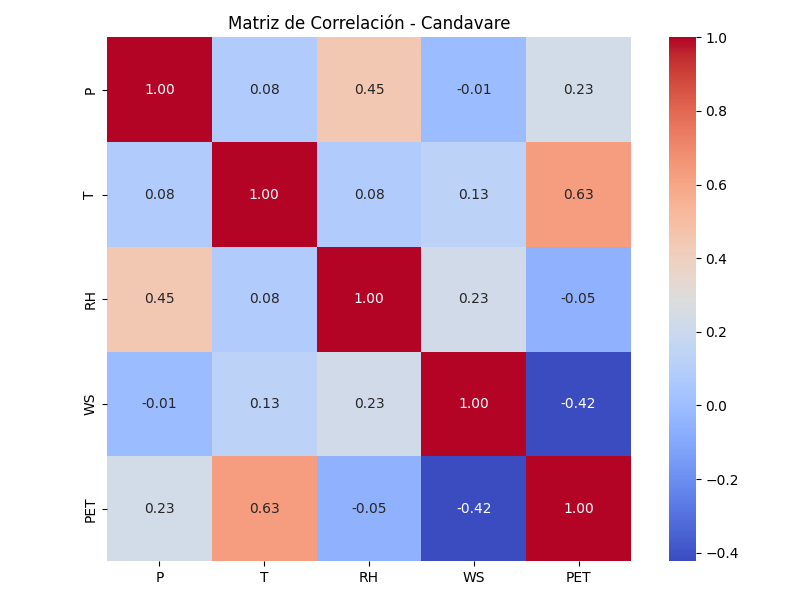 Matriz de Correlación - Candavare
P 1.00 0.08 0.45 -0.01 0.23
T 0.08 1.00 0.08 0.13 0.63
RH 0.45 0.08 1.00 0.23 -0.05
WS -0.01 0.13 0.23 1.00 -0.42
PET 0.23 0.63 -0.05 -0.42 1.00
P T RH WS PET
1.0
0.8
0.6
0.4
0.2
0.0
−0.2
−0.4